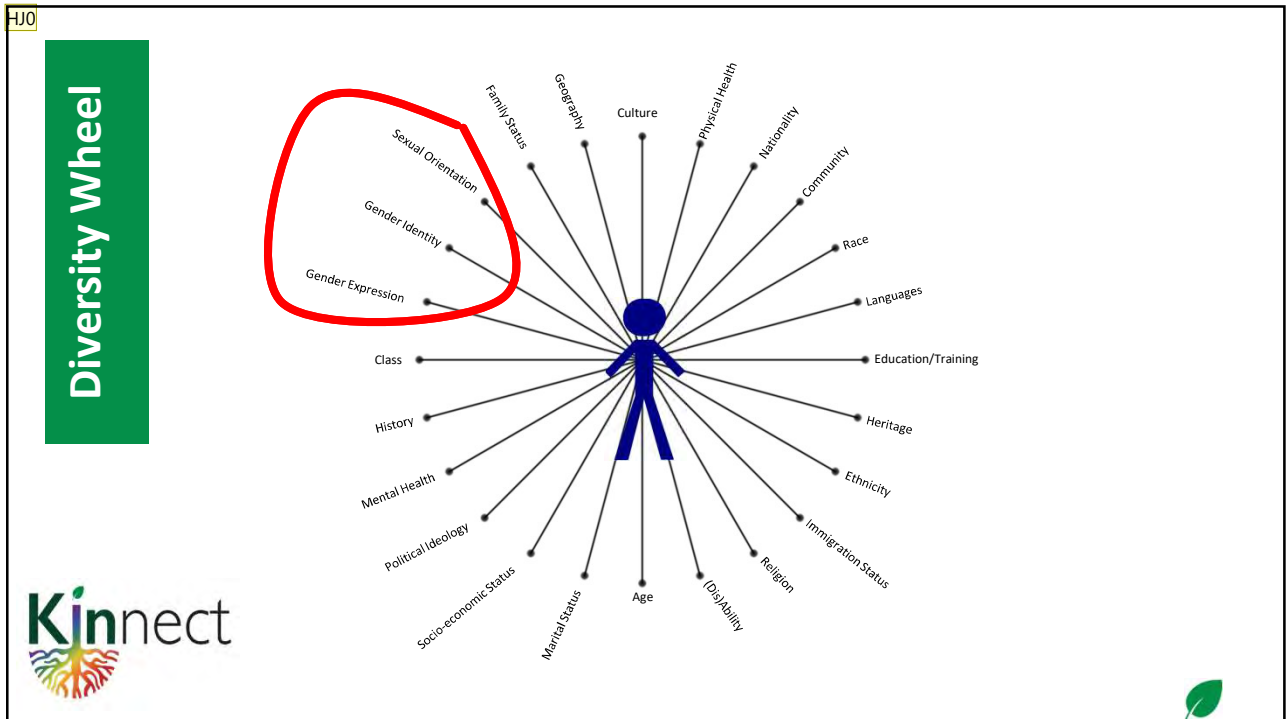 HJ0
Diversity Wheel
Culture
Physical Health
Nationality
Community
Race
Languages
Education/Training
Heritage
Ethnicity
Immigration Status
Religion
(Dis)Ability
Age
Marital Status
Socio-economic Status
Political Ideology
Mental Health
History
Class
Gender Expression
Gender Identity
Sexual Orientation
Family Status
Geography
Kinnect